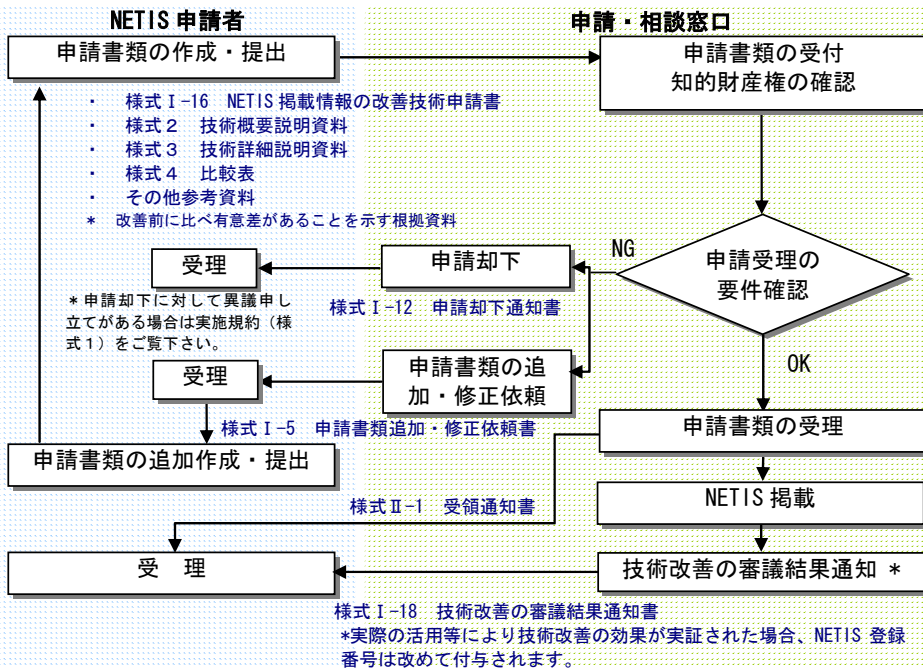 NETIS 申請者
申請・相談窓口
申請書類の作成・提出
申請書類の受付
知的財産権の確認
・ 様式Ⅰ-16 NETIS 掲載情報の改善技術申請書
・ 様式２ 技術概要説明資料
・ 様式３ 技術詳細説明資料
・ 様式４ 比較表
・ その他参考資料
* 改善前に比べ有意差があることを示す根拠資料
NG
申請受理の
要件確認
受理
申請却下
様式Ⅰ-12 申請却下通知書
＊申請却下に対して異議申し
立てがある場合は実施規約（様
式１）をご覧下さい。
OK
受理
申請書類の追
加・修正依頼
様式Ⅰ-5 申請書類追加・修正依頼書
申請書類の受理
申請書類の追加作成・提出
NETIS 掲載
様式Ⅱ-1 受領通知書
受 理
技術改善の審議結果通知 *
様式Ⅰ-18 技術改善の審議結果通知書
*実際の活用等により技術改善の効果が実証された場合、NETIS 登録
番号は改めて付与されます。